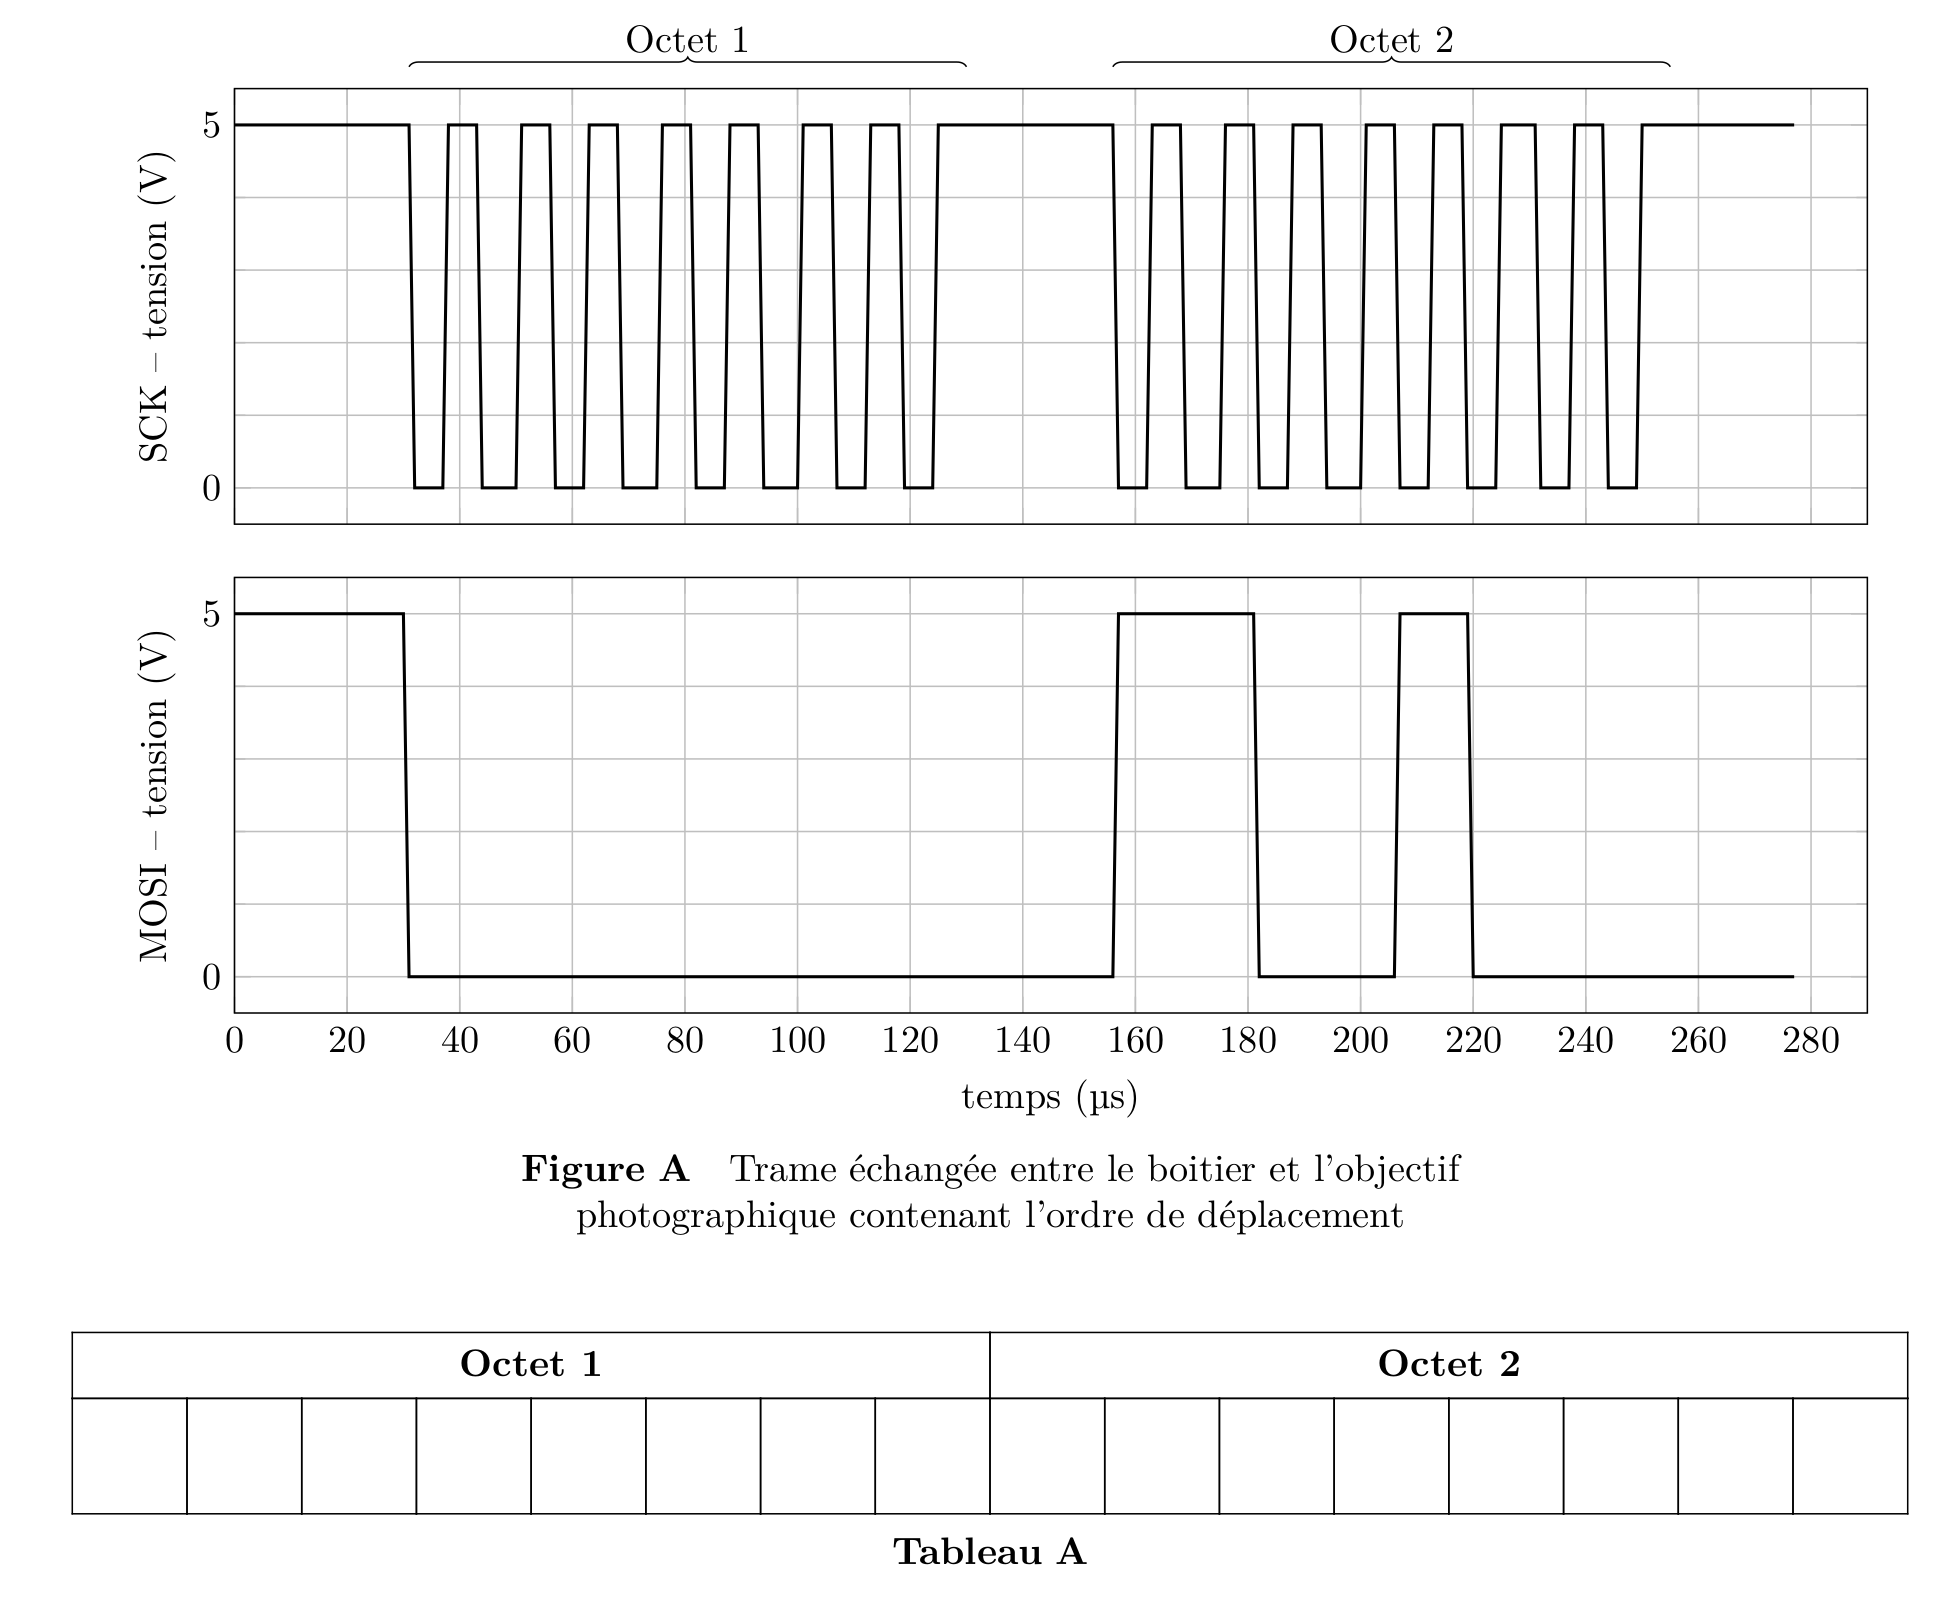 Octet 1 Octet 2
5
SCK – tension (V)
0
5
MOSI – tension (V)
0
0 20 40 60 80 100 120 140 160 180 200 220 240 260 280
temps (µs)
Figure A Trame échangée entre le boitier et l'objectif
photographique contenant l'ordre de déplacement
Octet 1 Octet 2
Tableau A